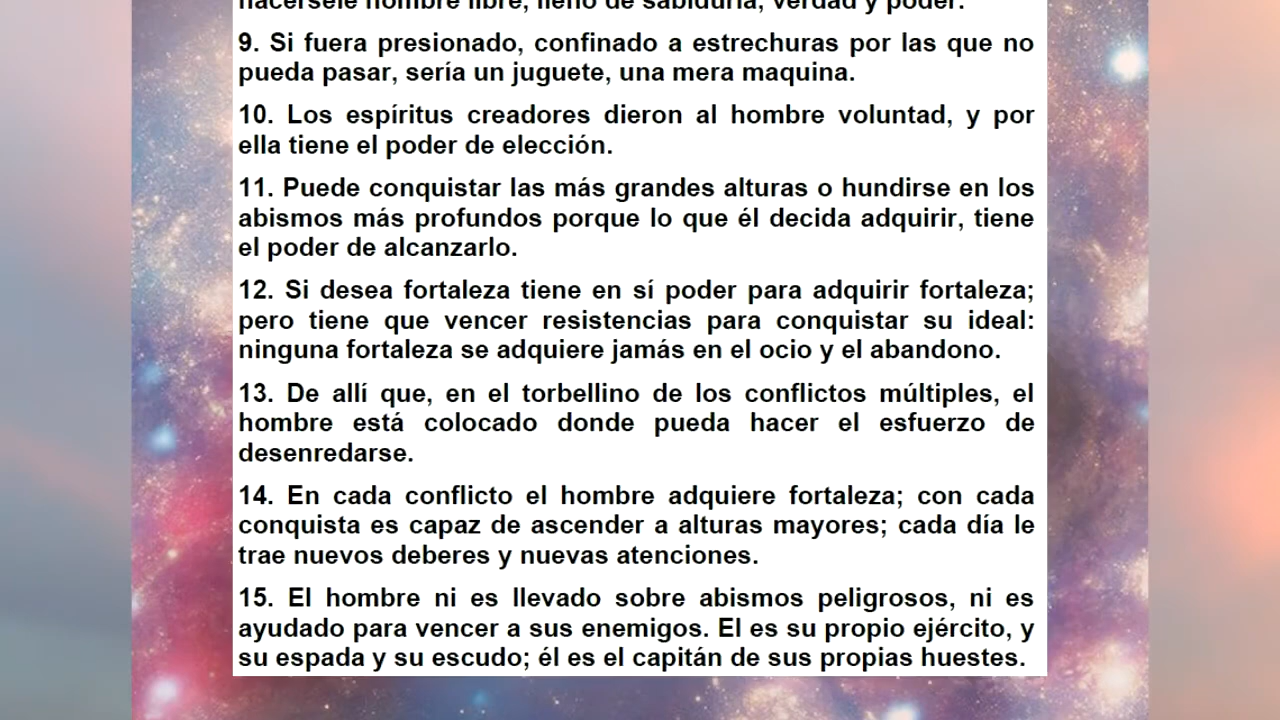 hacérsele hombre libre, lleno de sabiduría, verdad y poder.
9. Si fuera presionado, confinado a estrechuras por las que no
pueda pasar, sería un juguete, una mera maquina.
10. Los espíritus creadores dieron al hombre voluntad, y por
ella tiene el poder de elección.
11. Puede conquistar las más grandes alturas o hundirse en los
abismos más profundos porque lo que él decida adquirir, tiene
el poder de alcanzarlo.
12. Si desea fortaleza tiene en sí poder para adquirir fortaleza;
pero tiene que vencer resistencias para conquistar su ideal:
ninguna fortaleza se adquiere jamás en el ocio y el abandono.
13. De allí que, en el torbellino de los conflictos múltiples, el
hombre está colocado donde pueda hacer el esfuerzo de
desenredarse.
14. En cada conflicto el hombre adquiere fortaleza; con cada
conquista es capaz de ascender a alturas mayores; cada día le
trae nuevos deberes y nuevas atenciones.
15. El hombre ni es llevado sobre abismos peligrosos, ni es
ayudado para vencer a sus enemigos. El es su propio ejército, y
su espada y su escudo; él es el capitán de sus propias huestes.